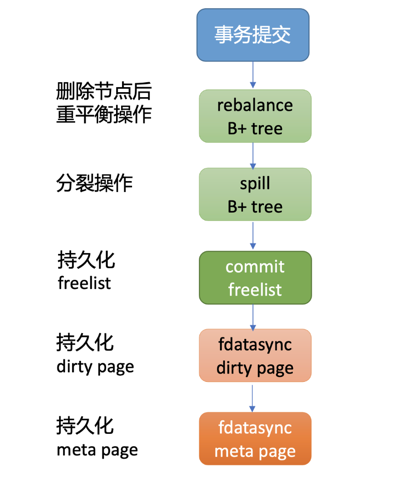 事务提交
删除节点后
重平衡操作
rebalance
B+ tree
分裂操作
spill
B+ tree
持久化
freelist
commit
freelist
持久化
dirty page
fdatasync
dirty page
持久化
meta page
fdatasync
meta page